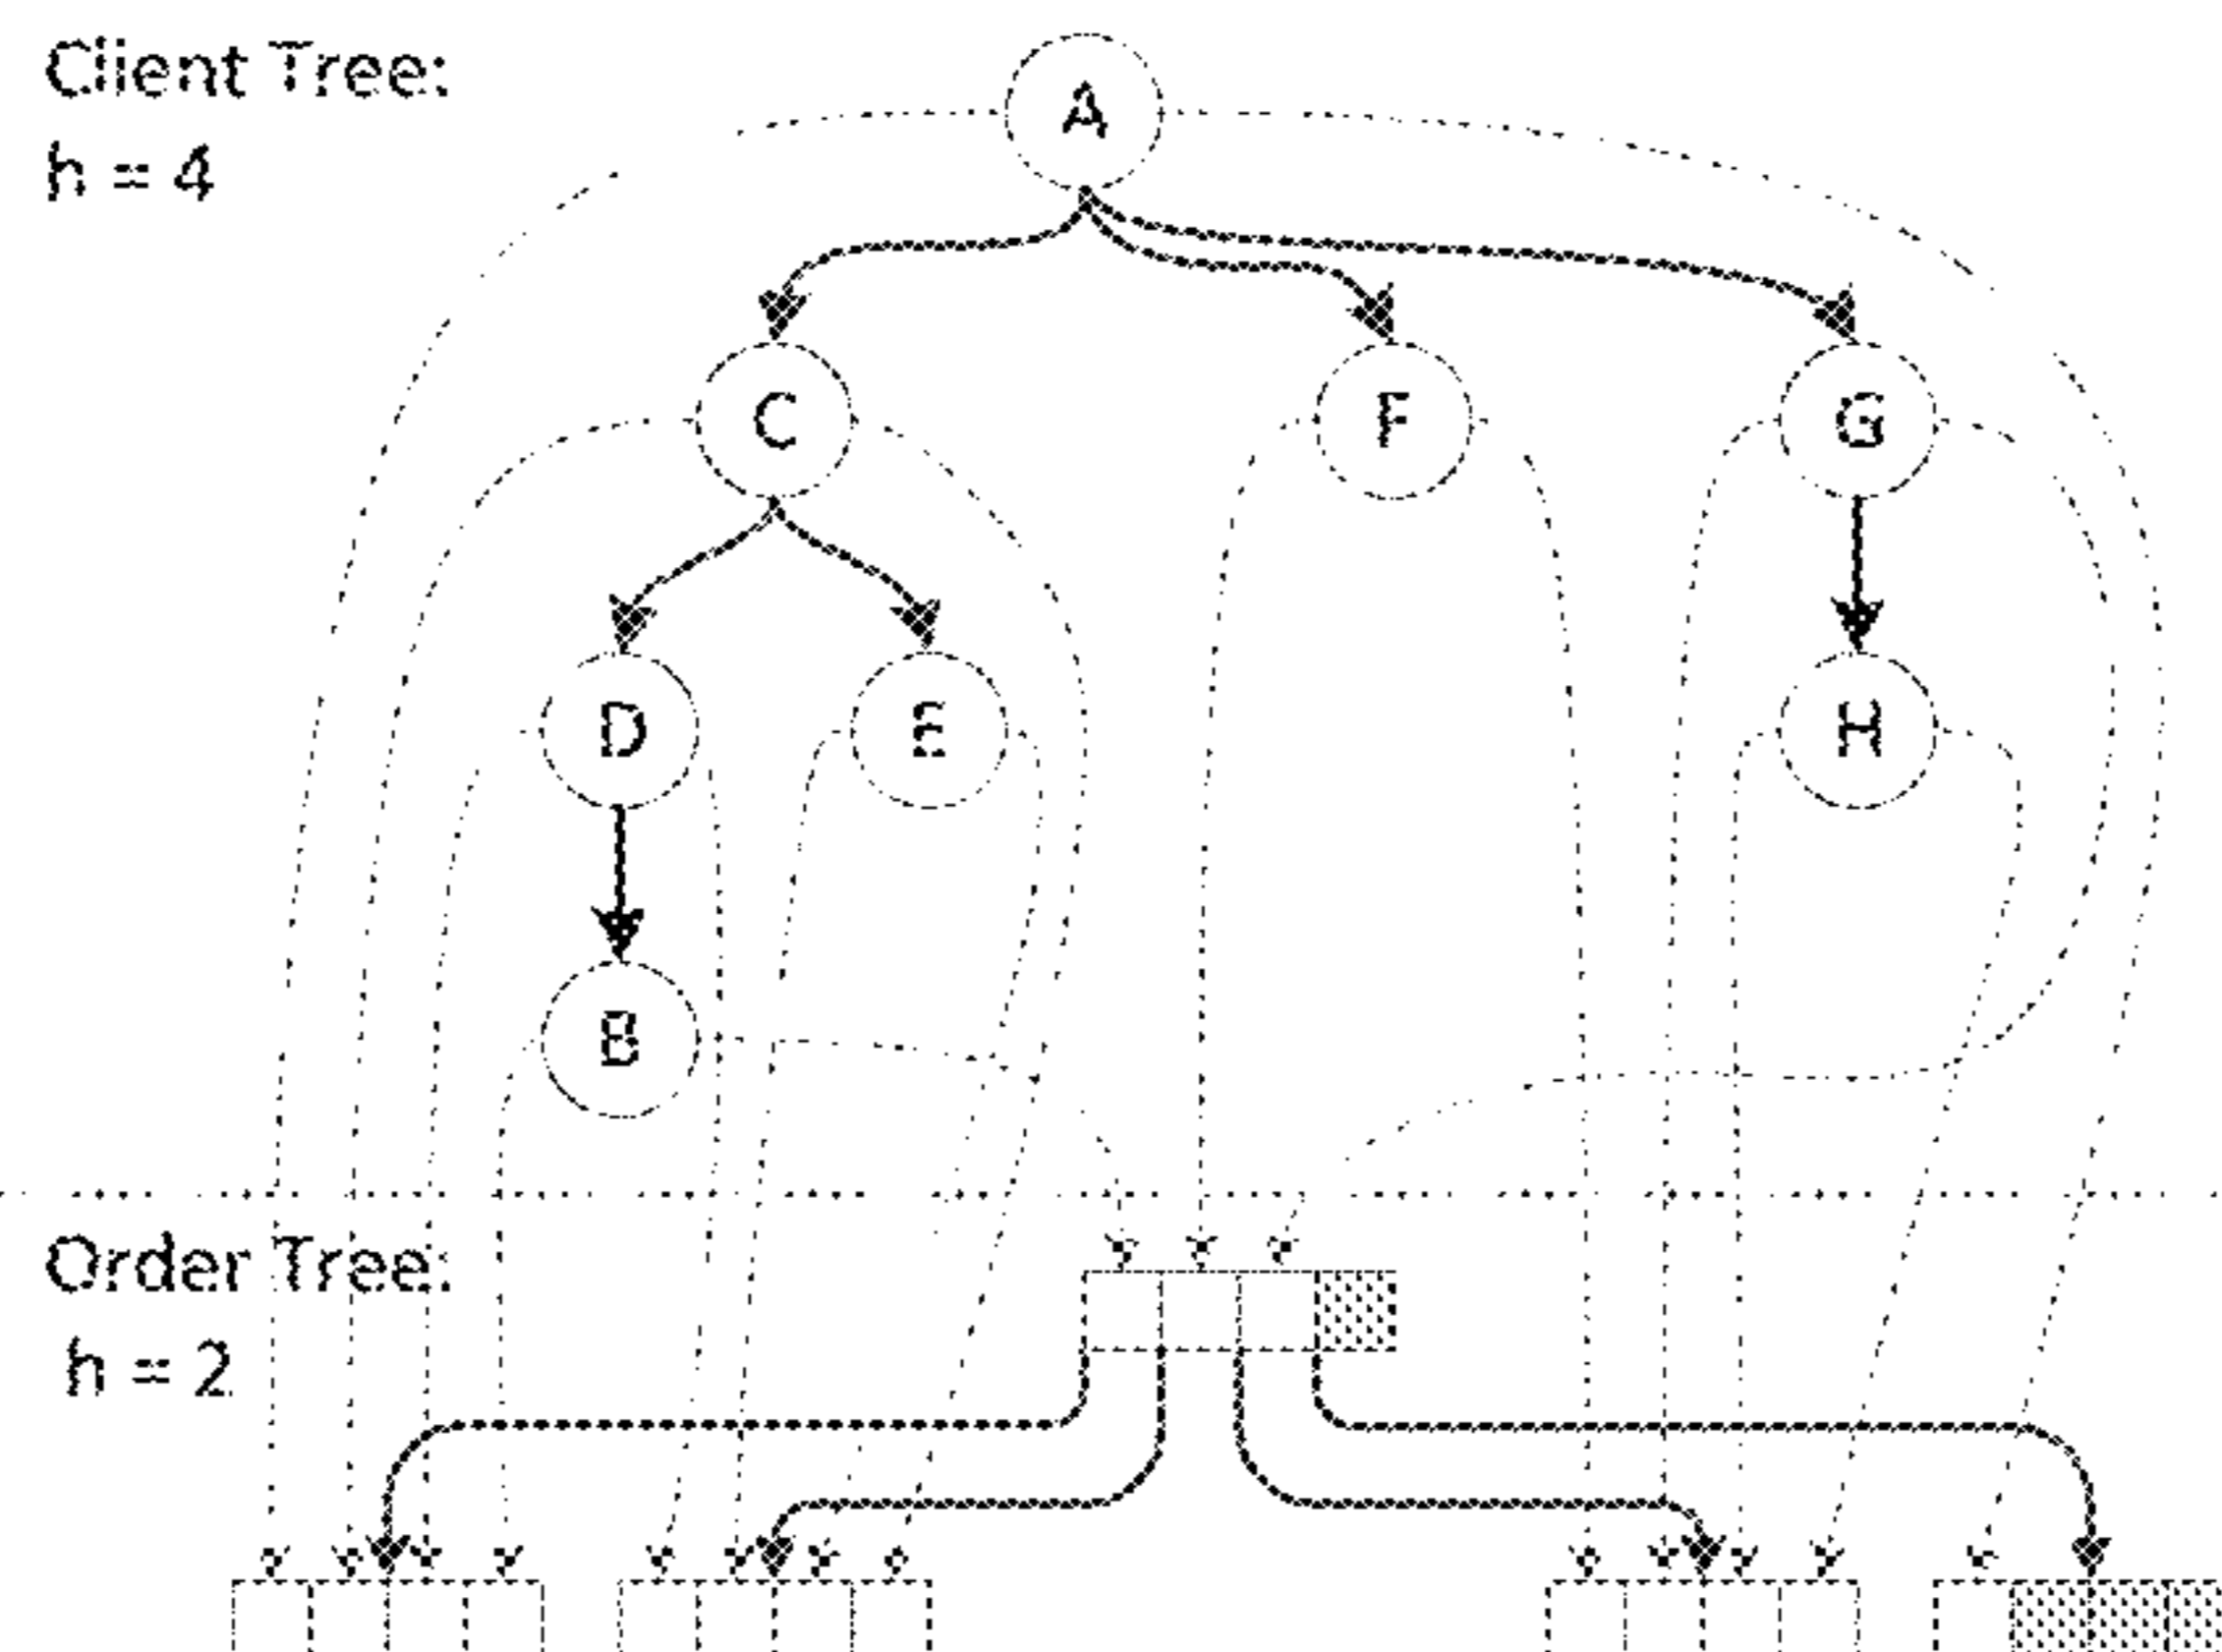 Client Tree:
h = 4
A
C
F
G
D
E
H
B
Order Tree:
h = 2